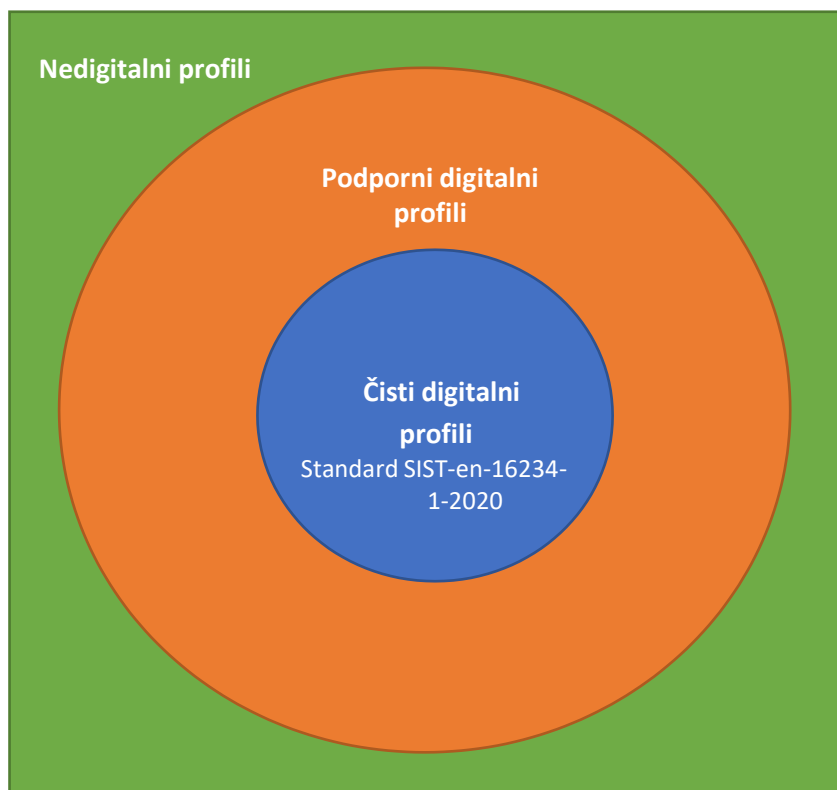 Nedigitalni profili
Podporni digitalni
profili
Čisti digitalni
profili
Standard SIST-en-16234-
1-2020